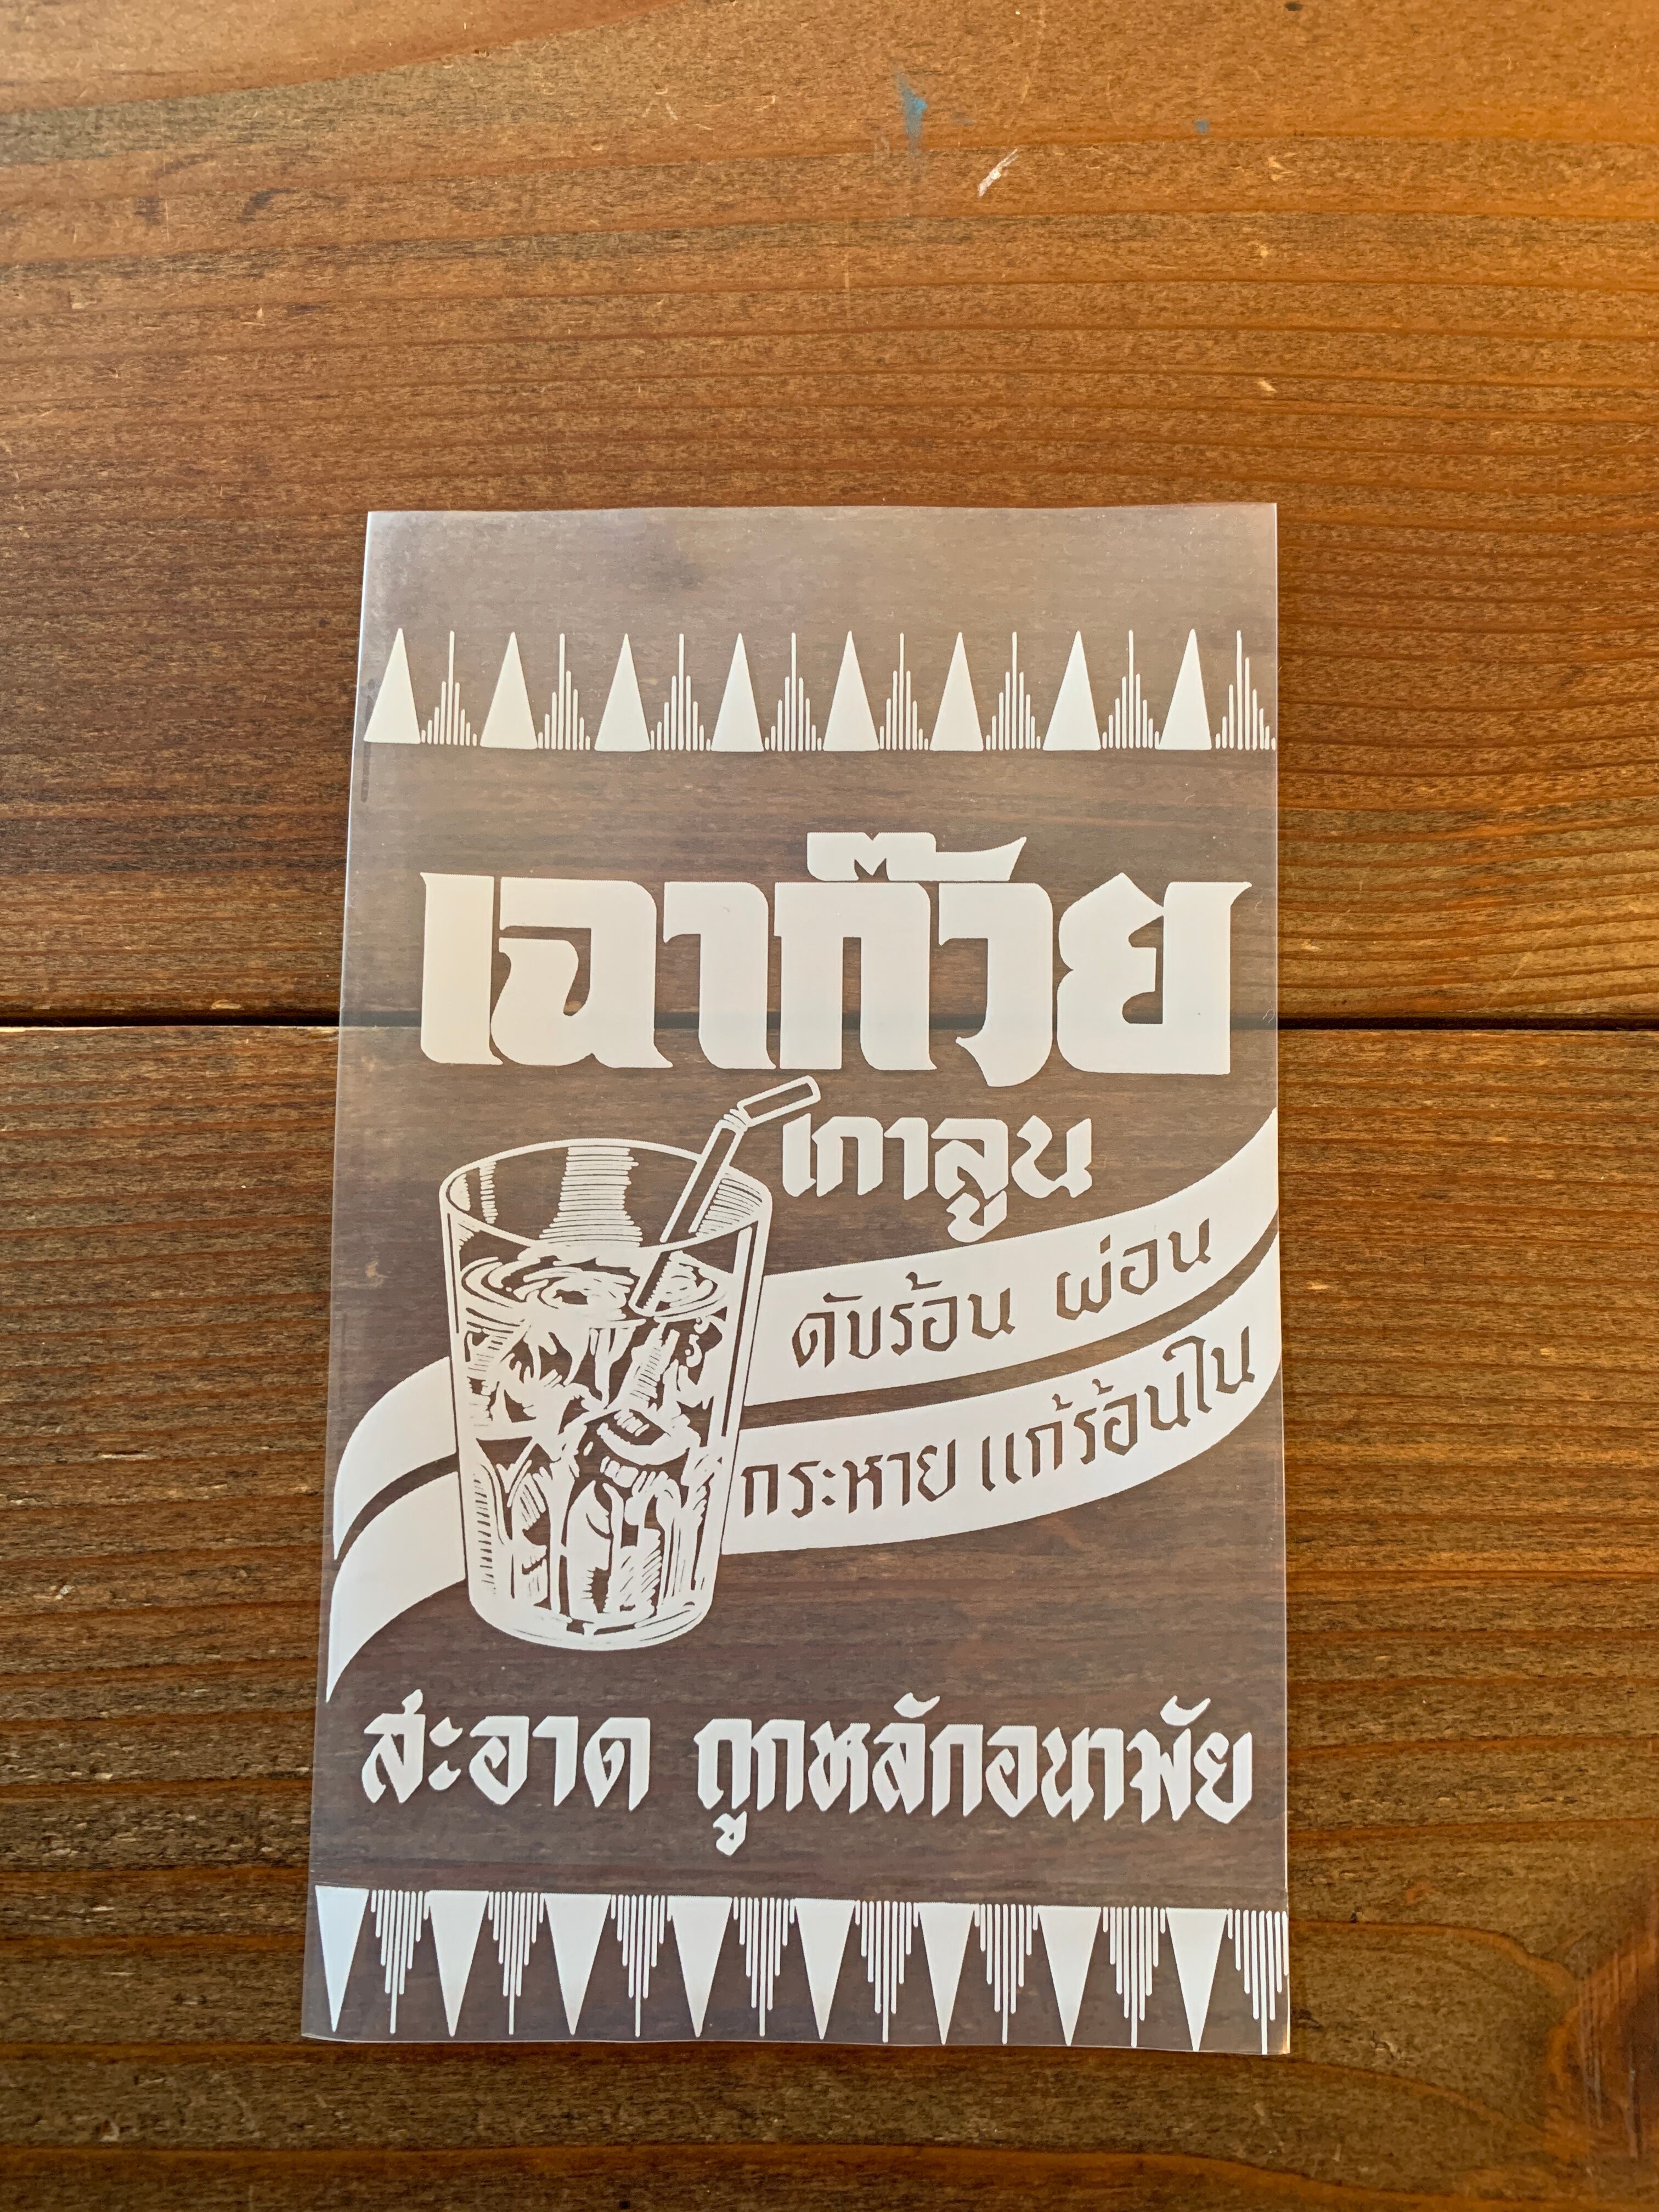 เฉาก๊วย
เกาลูน
ดับร้อน ผ่อน
กระหาย แก้ร้อนใน
สะอาด ถูกหลักอนามัย